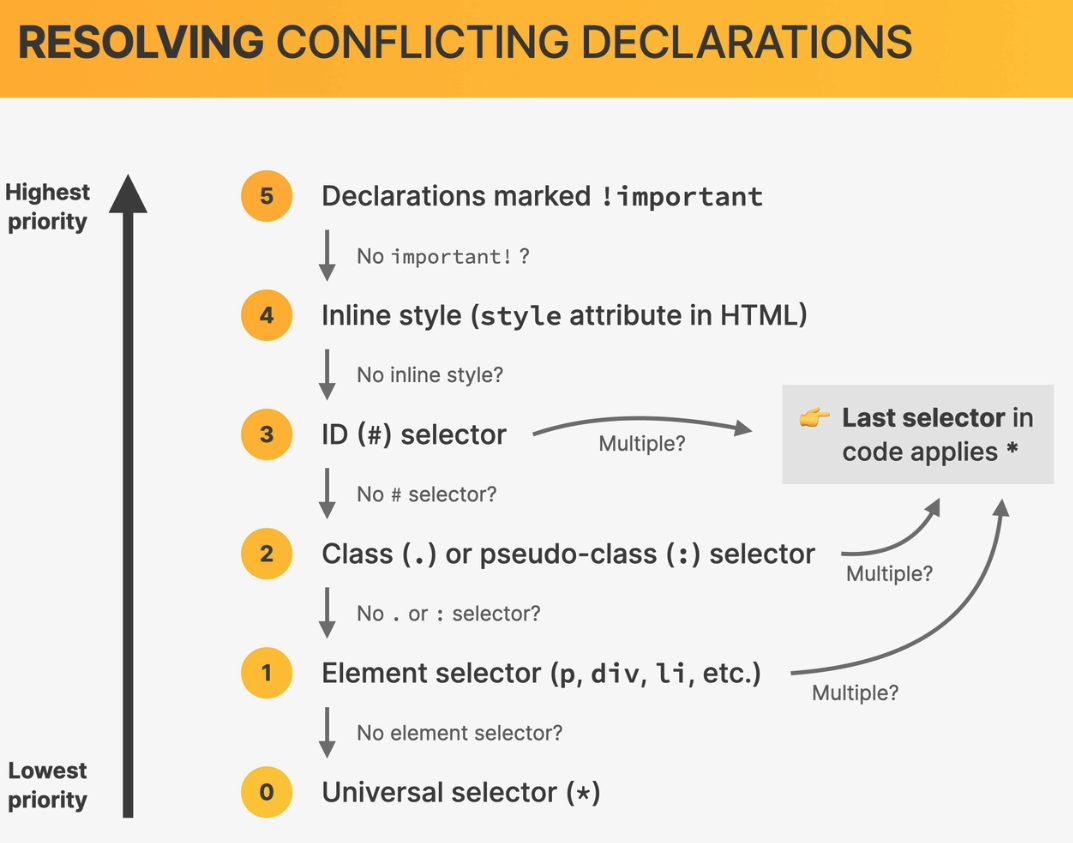 RESOLVING CONFLICTING DECLARATIONS
Highest
priority
5
Declarations marked !important
No important! ?
4
Inline style (style attribute in HTML)
No inline style?
3
ID (#) selector
Multiple?
👉 Last selector in
code applies *
No # selector?
2
Class (.) or pseudo-class (:) selector
Multiple?
No . or : selector?
1
Element selector (p, div, li, etc.)
Multiple?
No element selector?
Lowest
priority
0
Universal selector (*)